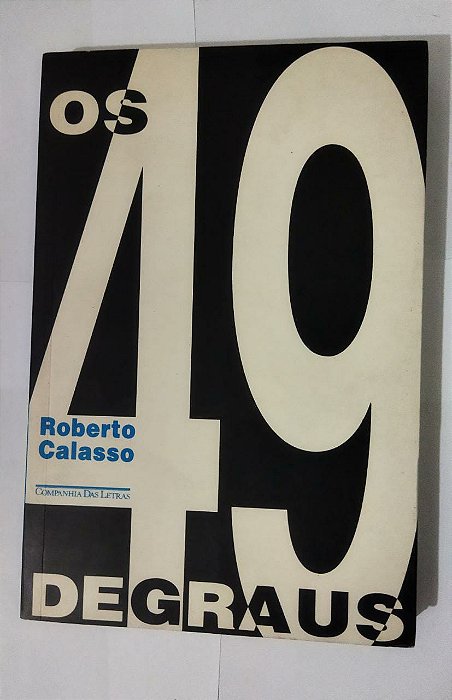 OS
49
Roberto
Calasso
COMPANHIA DAS LETRAS
DEGRAUS